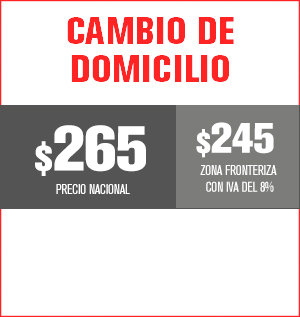 CAMBIO DE
DOMICILIO
$265
PRECIO NACIONAL
$245
ZONA FRONTERIZA
CON IVA DEL 8%